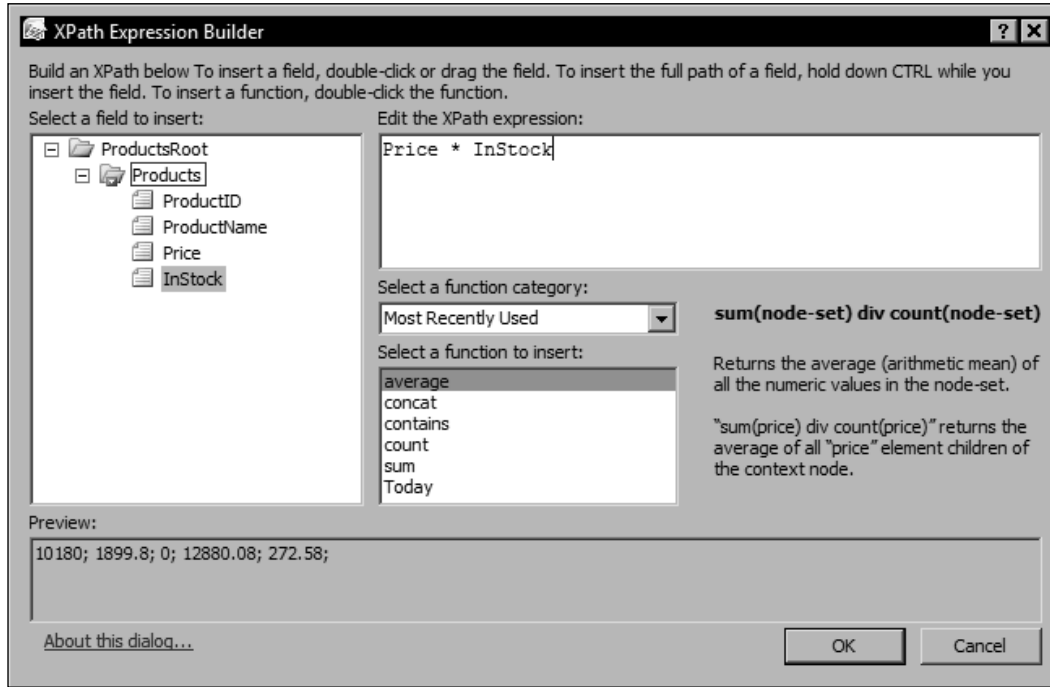 XPath Expression Builder
Build an XPath below To insert a field, double-click or drag the field. To insert the full path of a field, hold down CTRL while you
insert the field. To insert a function, double-click the function.
Select a field to insert:
ProductsRoot
Products
ProductID
ProductName
Price
InStock
Edit the XPath expression:
Price * InStock
Select a function category:
Most Recently Used
Select a function to insert:
average
concat
contains
count
sum
Today
sum(node-set) div count(node-set)
Returns the average (arithmetic mean) of
all the numeric values in the node-set.
“sum(price) div count(price)” returns the
average of all “price” element children of
the context node.
Preview:
10180; 1899.8; 0; 12880.08; 272.58;
About this dialog...
OK
Cancel